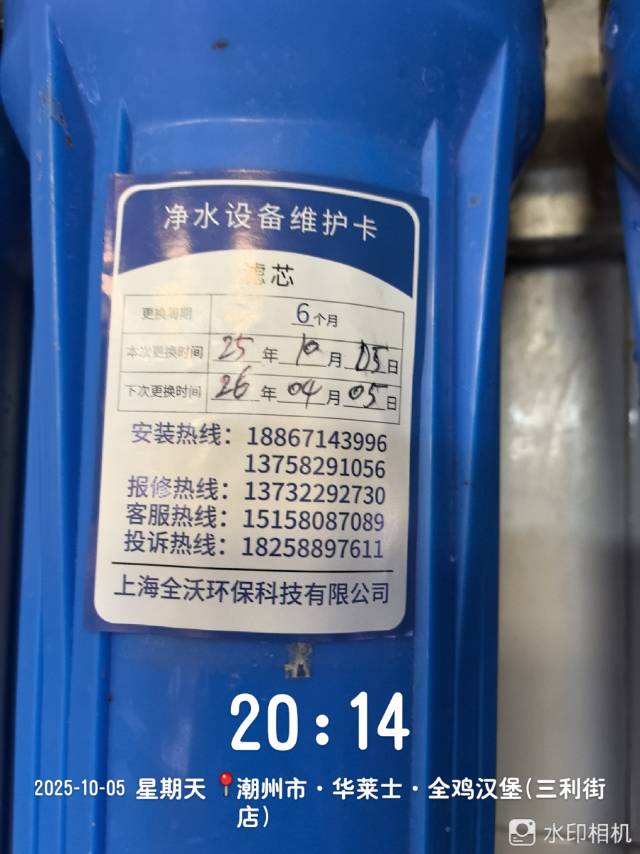 净水设备维护卡
滤芯
更换周期 6个月
本次更换时间 25年10月05日
下次更换时间 26年04月05日
安装热线：18867143996
13758291056
报修热线：13732292730
客服热线：15158087089
投诉热线：18258897611
上海全沃环保科技有限公司
20:14
2025-10-05 星期天 潮州市·华莱士·全鸡汉堡(三利街
店)
水印相机